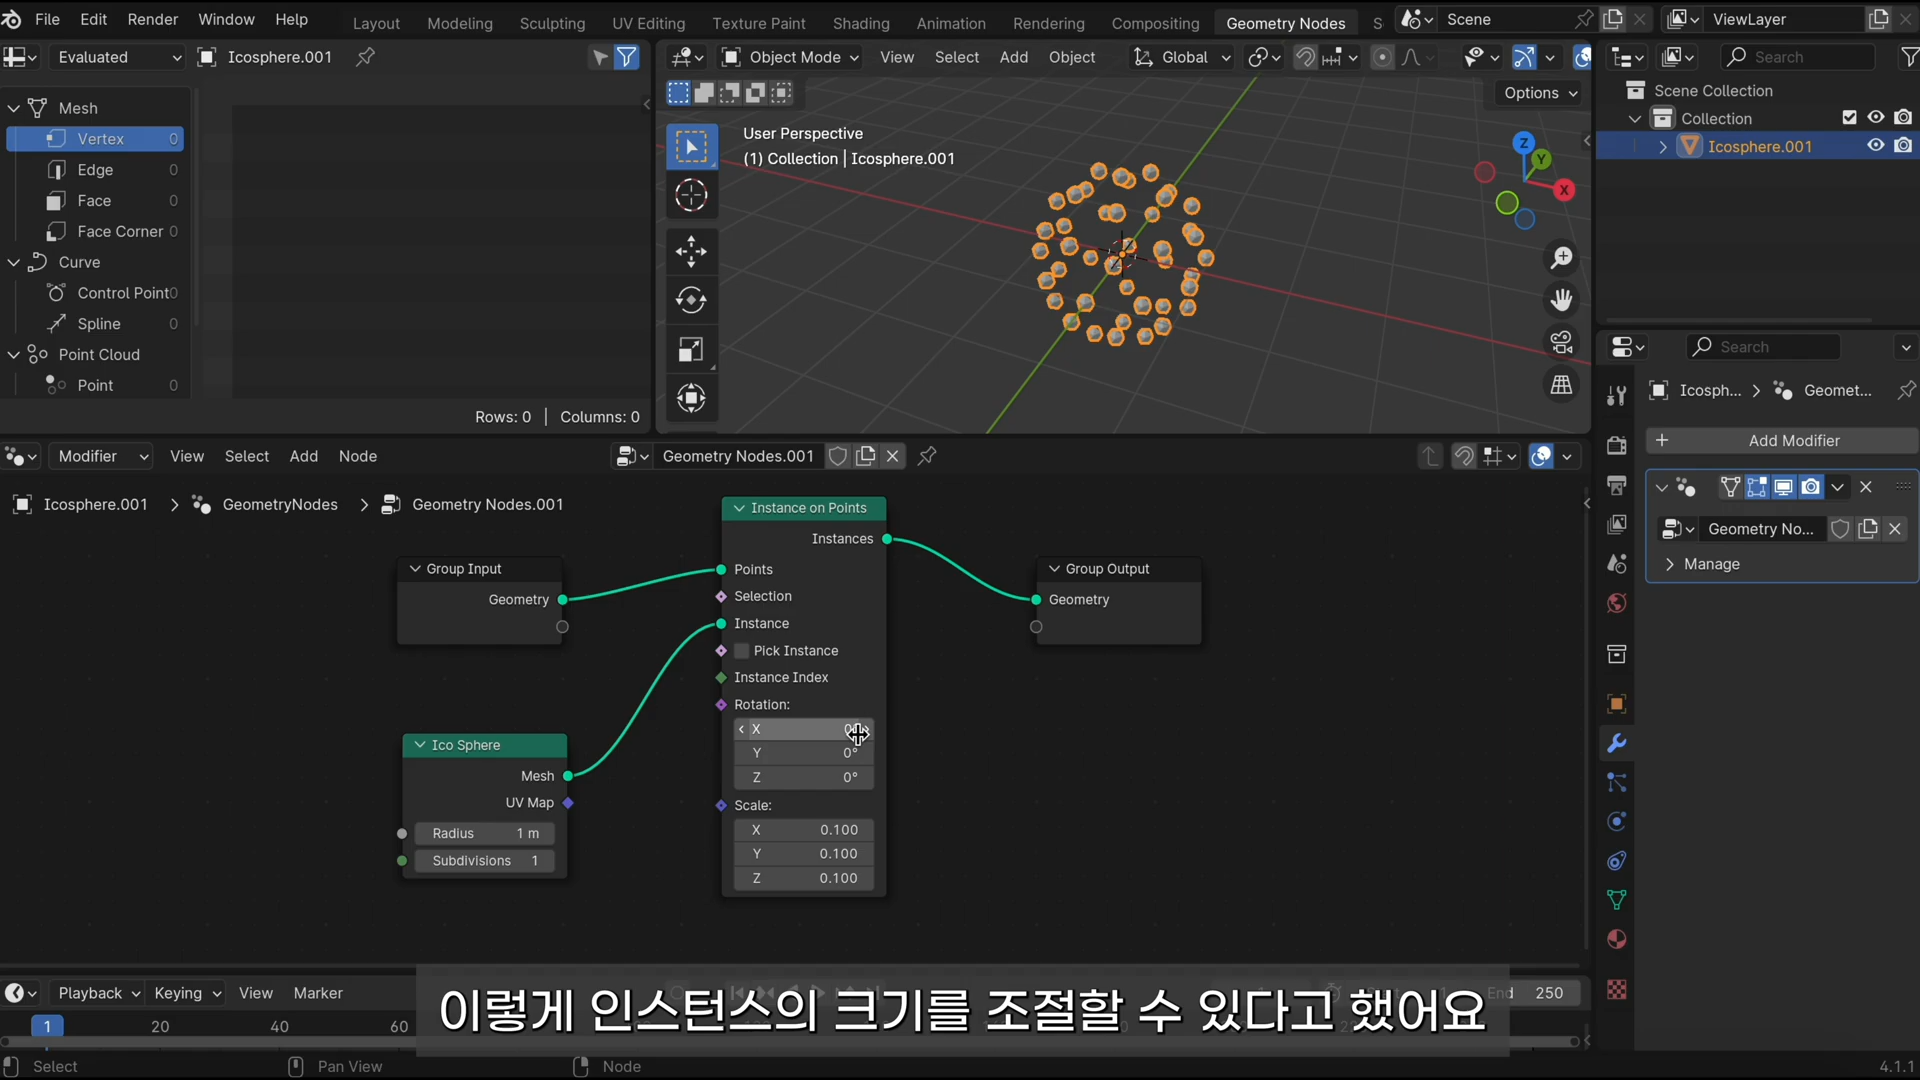 File Edit Render Window Help Layout Modeling Sculpting UV Editing Texture Paint Shading Animation Rendering Compositing Geometry Nodes S Scene ViewLayer
Evaluated Icosphere.001 Object Mode View Select Add Object Global Search
Options
Mesh
Vertex 0
Edge 0
Face 0
Face Corner 0
Curve
Control Point 0
Spline 0
Point Cloud
Point 0
Rows: 0 | Columns: 0
User Perspective
(1) Collection | Icosphere.001
Z
Y
X
Scene Collection
Collection
Icosphere.001
Search
Icosph... > Geomet...
+ Add Modifier
Geometry No...
Manage
Modifier View Select Add Node Geometry Nodes.001
Icosphere.001 > GeometryNodes > Geometry Nodes.001
Group Input
Geometry
Ico Sphere
Mesh
UV Map
Radius 1 m
Subdivisions 1
Instance on Points
Instances
Points
Selection
Instance
Pick Instance
Instance Index
Rotation:
X
Y 0°
Z 0°
Scale:
X 0.100
Y 0.100
Z 0.100
Group Output
Geometry
Playback Keying View Marker End 250
1 20 40 60
이렇게 인스턴스의 크기를 조절할 수 있다고 했어요
Select Pan View Node 4.1.1